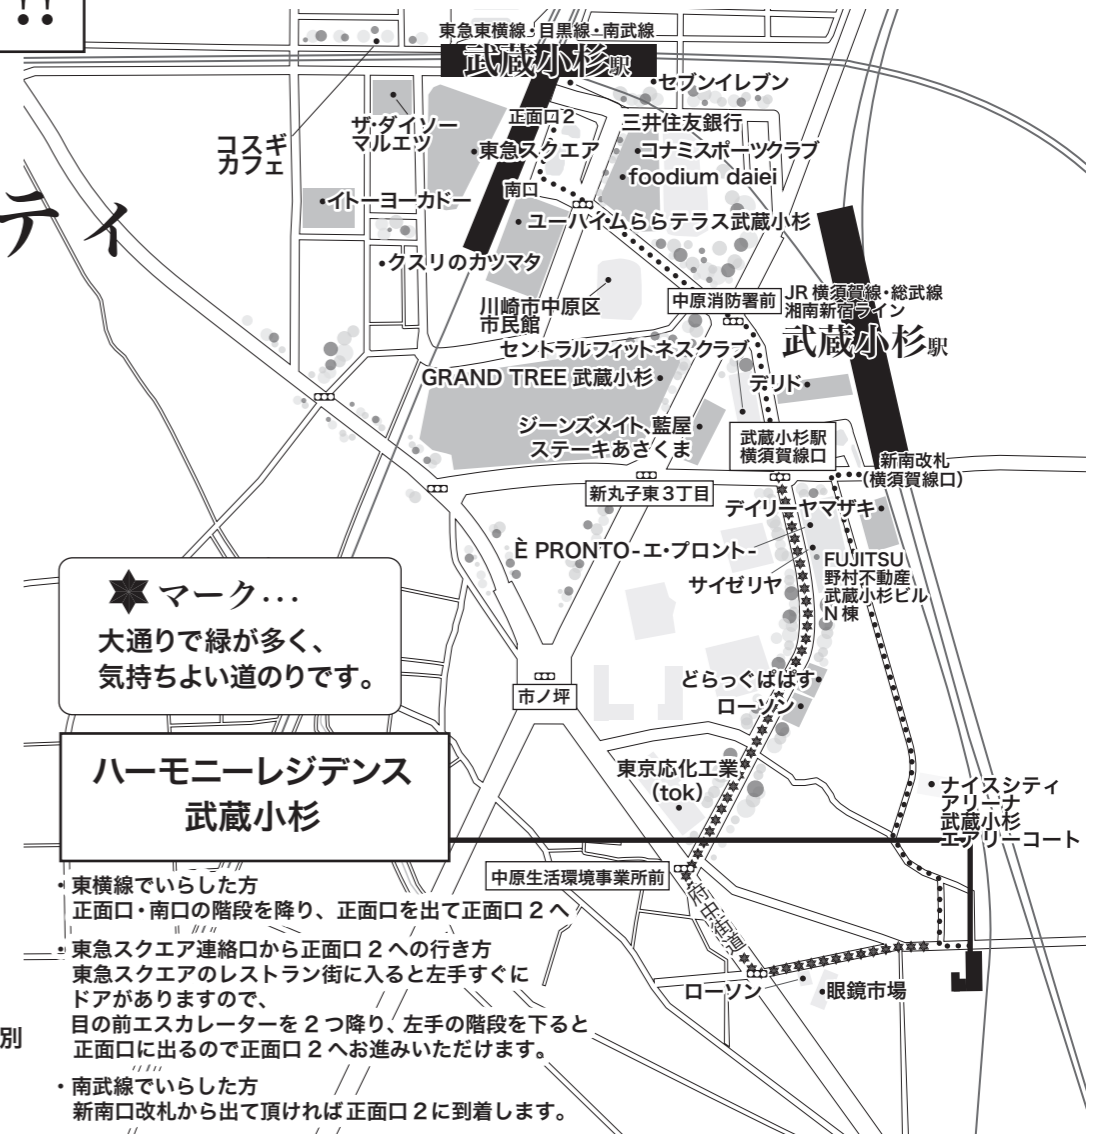 !!
東急東横線・目黒線・南武線
武蔵小杉駅
セブンイレブン
正面口2
三井住友銀行
ザ・ダイソー
マルエツ
コスギ
カフェ
東急スクエア
コナミスポーツクラブ
foodium daiei
南口
イトーヨーカドー
ユーハイムららテラス武蔵小杉
ティ
クスリのカツマタ
川崎市中原区
市民館
中原消防署前
JR 横須賀線・総武線
湘南新宿ライン
武蔵小杉駅
セントラルフィットネスクラブ
GRAND TREE 武蔵小杉
デリド
ジーンズメイト、藍屋
ステーキあさくま
武蔵小杉駅
横須賀線口
新南改札
(横須賀線口)
新丸子東3丁目
デイリーヤマザキ
È PRONTO-エ・プロント-
サイゼリヤ
FUJITSU
野村不動産
武蔵小杉ビル
N 棟
マーク…
大通りで緑が多く、
気持ちよい道のりです。
市ノ坪
どらっぐぱぱす
ローソン
ハーモニーレジデンス
武蔵小杉
東京応化工業
(tok)
ナイスシティ
アリーナ
武蔵小杉
エアリーコート
中原生活環境事業所前
府中街道
ローソン
眼鏡市場
・東横線でいらした方
正面口・南口の階段を降り、正面口を出て正面口 2 へ
・東急スクエア連絡口から正面口 2 への行き方
東急スクエアのレストラン街に入ると左手すぐに
ドアがありますので、
目の前エスカレーターを 2 つ降り、左手の階段を下ると
正面口に出るので正面口 2 へお進みいただけます。
別
・南武線でいらした方
新南口改札から出て頂ければ正面口 2 に到着します。